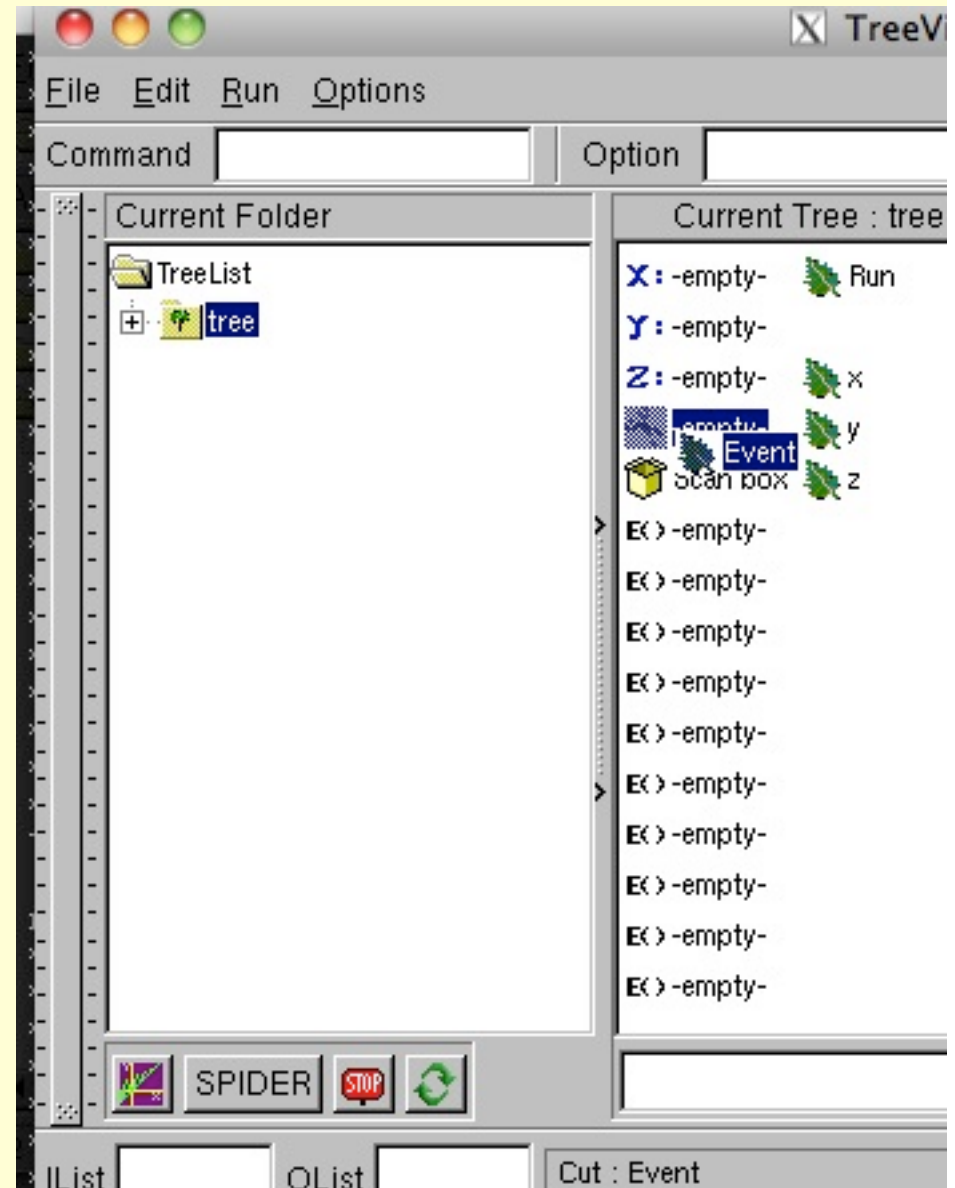 X TreeVi
File Edit Run Options
Command Option
Current Folder
TreeList
tree
Current Tree : tree
X: -empty- Run
Y: -empty-
Z: -empty- x
-empty- y
Event
Scan box z
E() -empty-
E() -empty-
E() -empty-
E() -empty-
E() -empty-
E() -empty-
E() -empty-
E() -empty-
E() -empty-
E() -empty-
SPIDER STOP
IList OList Cut : Event